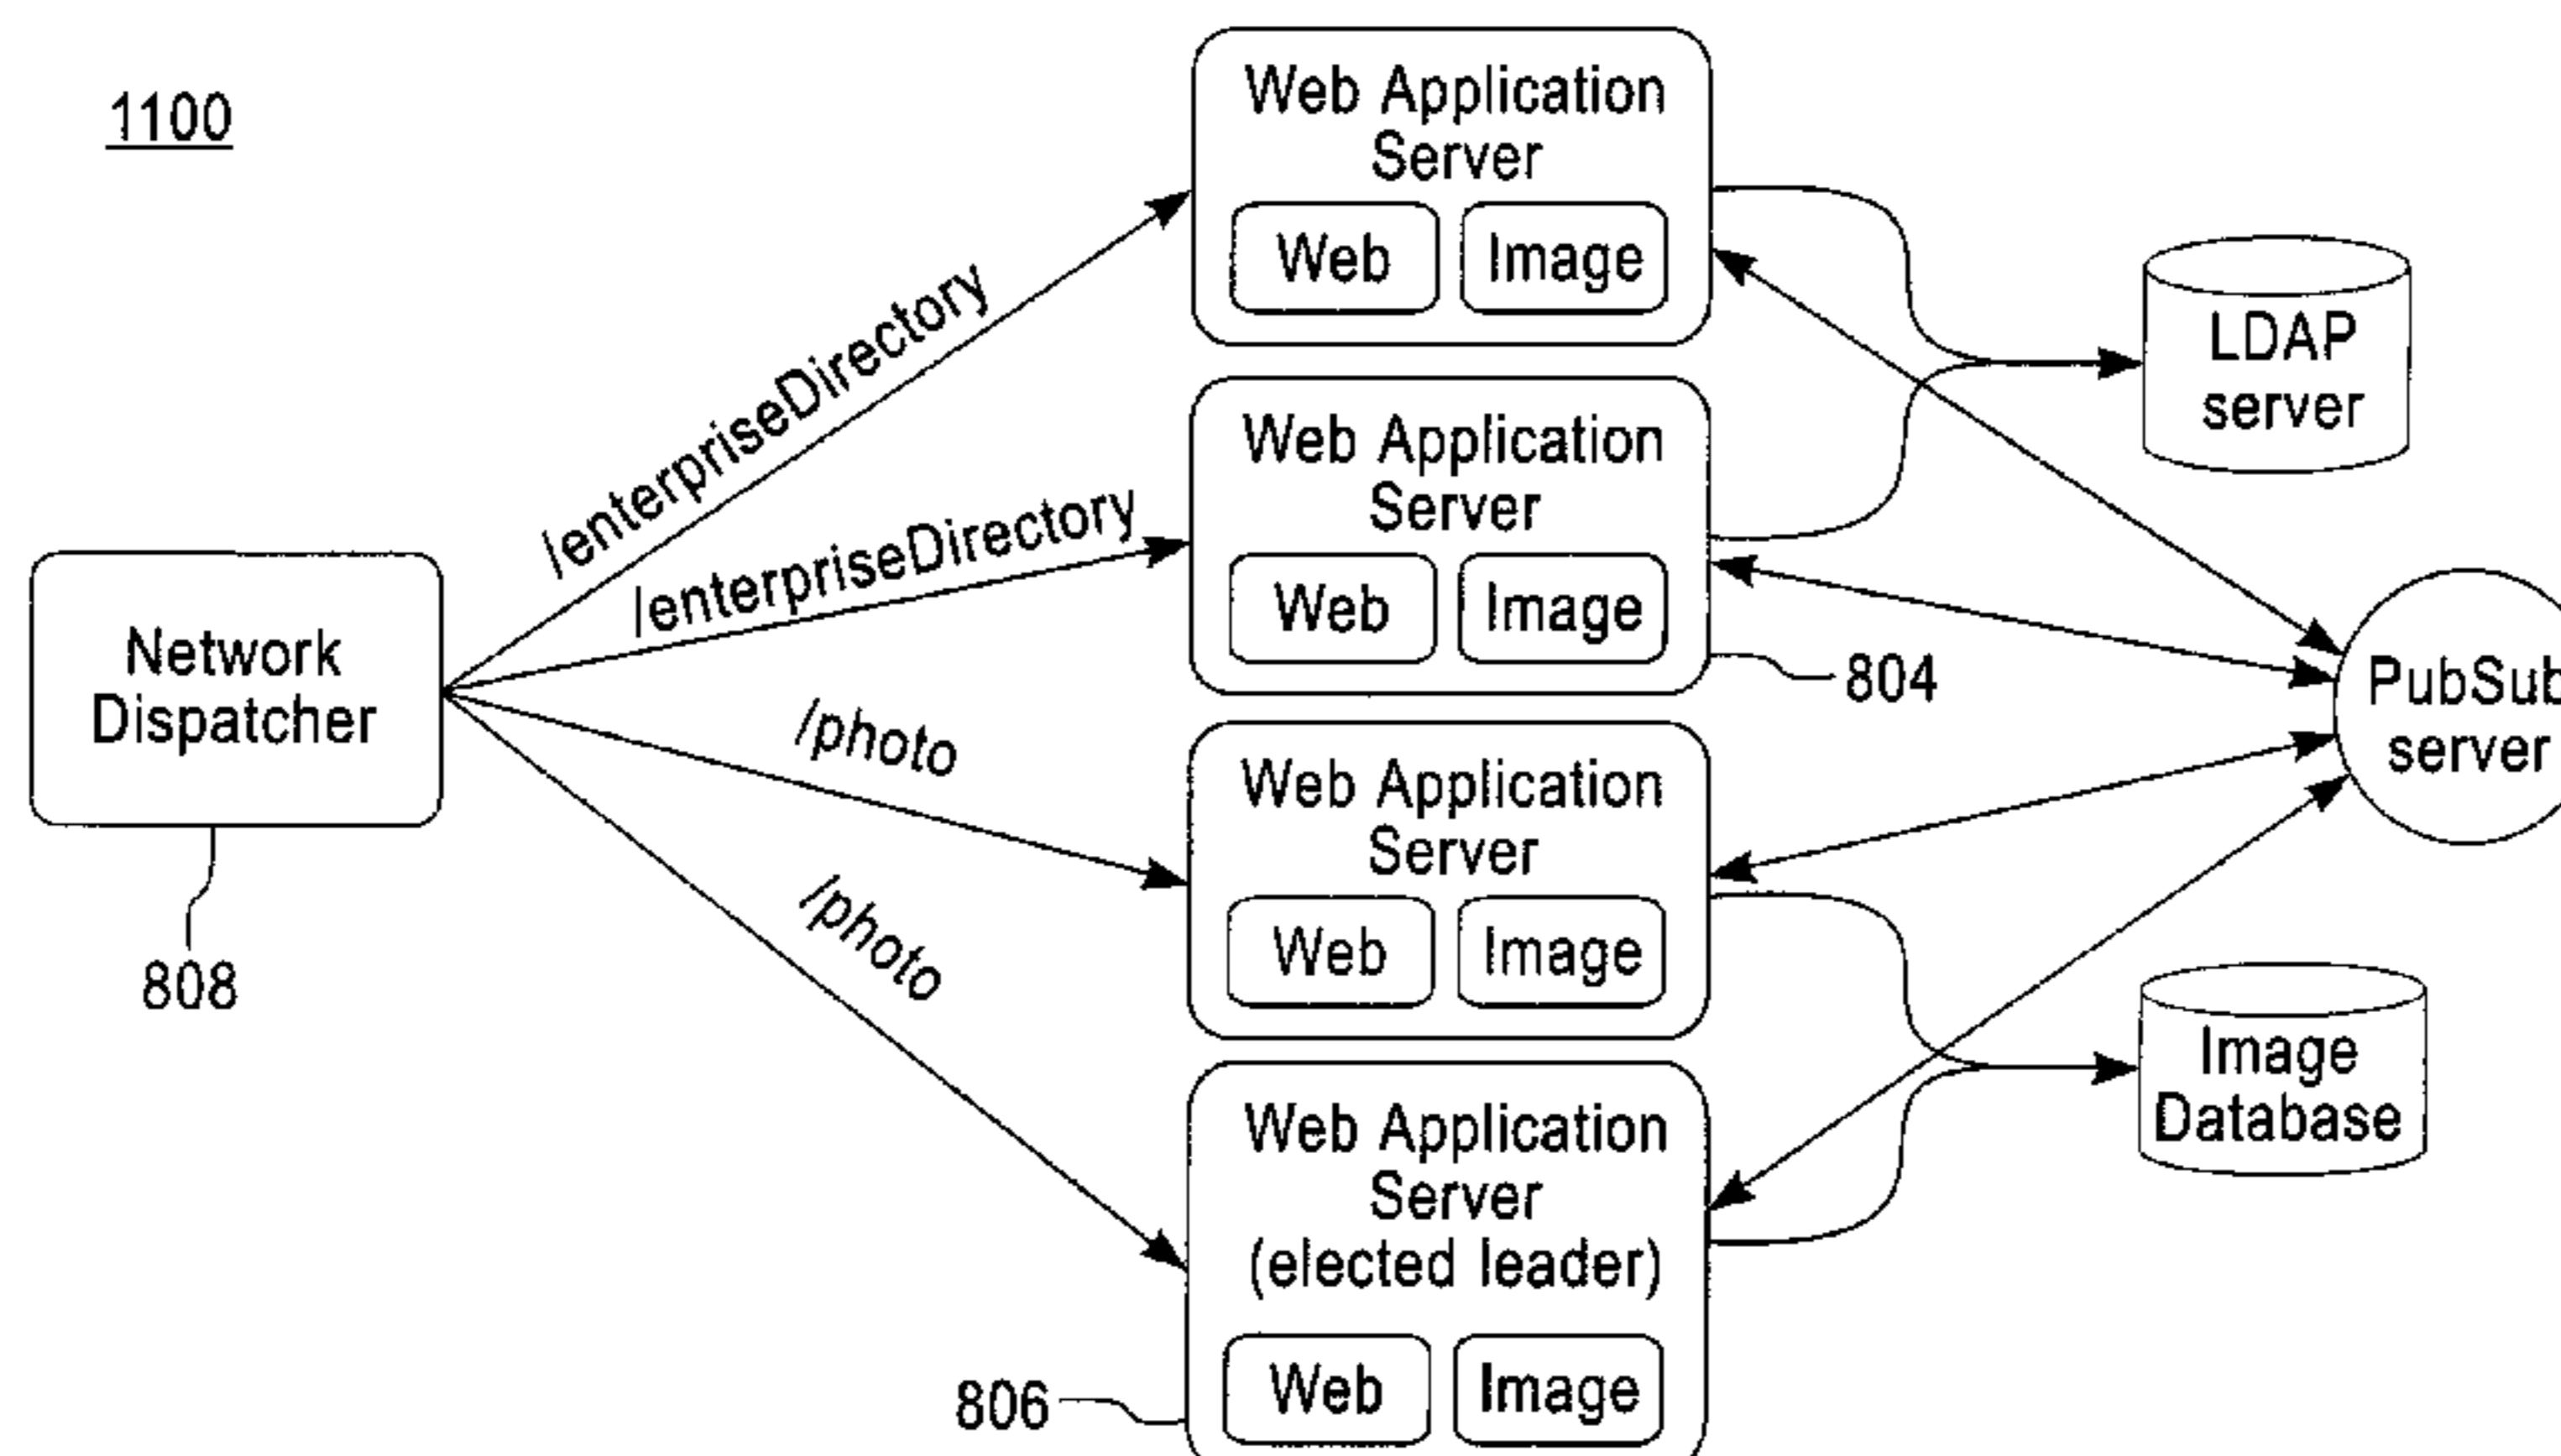 1100
Web Application
Server
Web Image
/enterpriseDirectory
LDAP
server
Web Application
Server
Web Image
/enterpriseDirectory
804
Network
Dispatcher
808
PubSub
server
/photo
Web Application
Server
Web Image
/photo
Image
Database
Web Application
Server
(elected leader)
Web Image
806